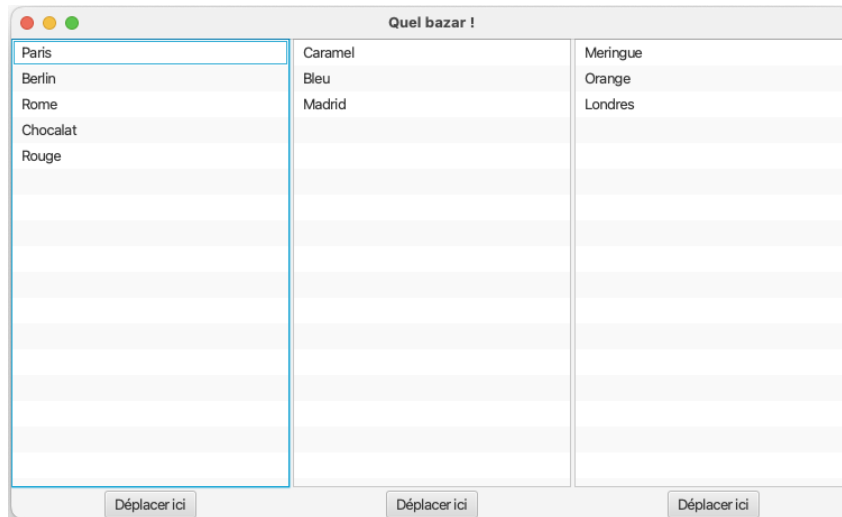 Quel bazar !
Paris
Berlin
Rome
Chocalat
Rouge
Caramel
Bleu
Madrid
Meringue
Orange
Londres
Déplacer ici
Déplacer ici
Déplacer ici